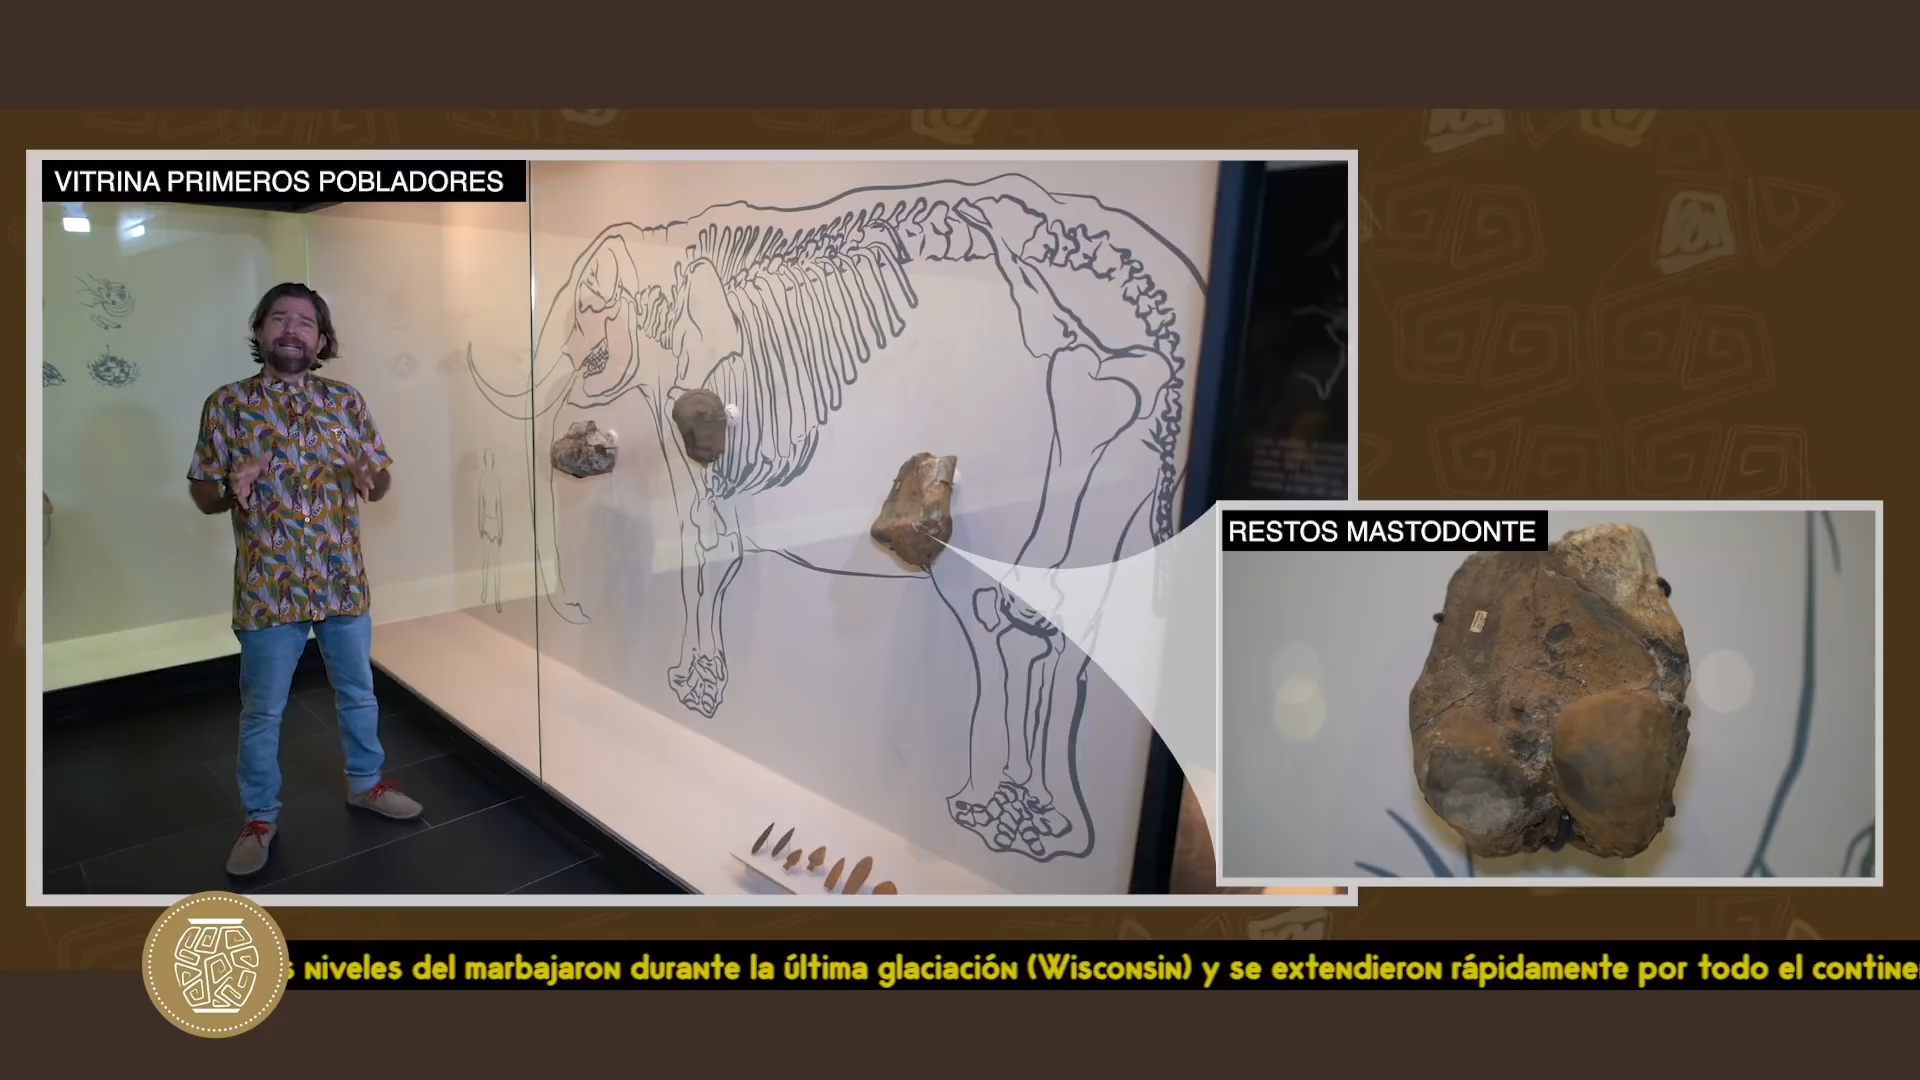 VITRINA PRIMEROS POBLADORES
RESTOS MASTODONTE
niveles del marbajaron durante la última glaciación (Wisconsin) y se extendieron rápidamente por todo el